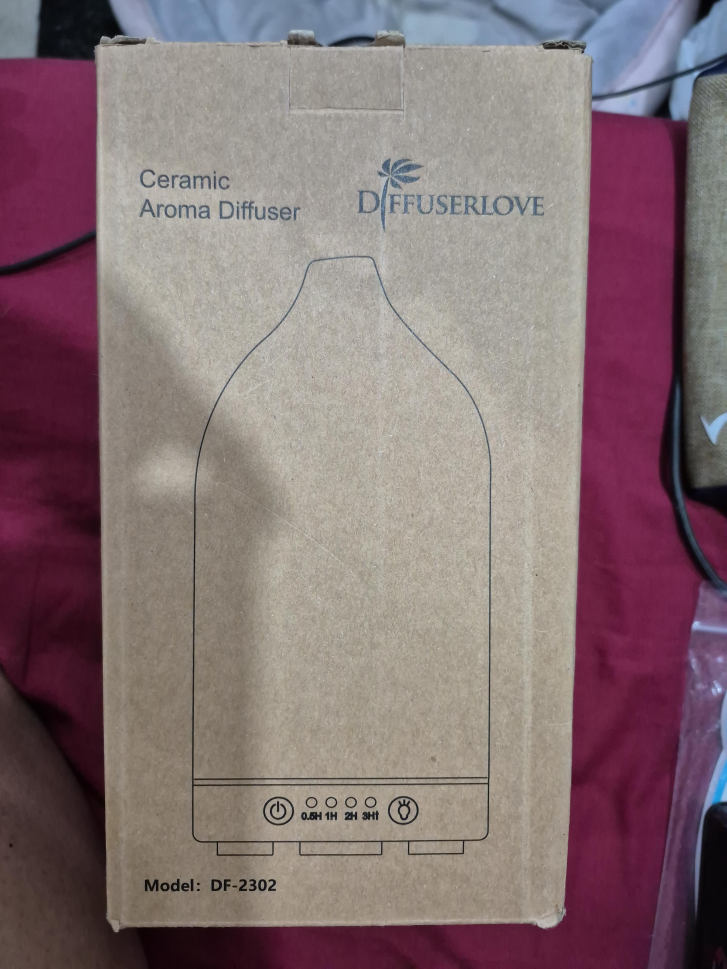 Ceramic
Aroma Diffuser
DIFFUSERLOVE
0.5H 1H 2H 3H†
Model: DF-2302